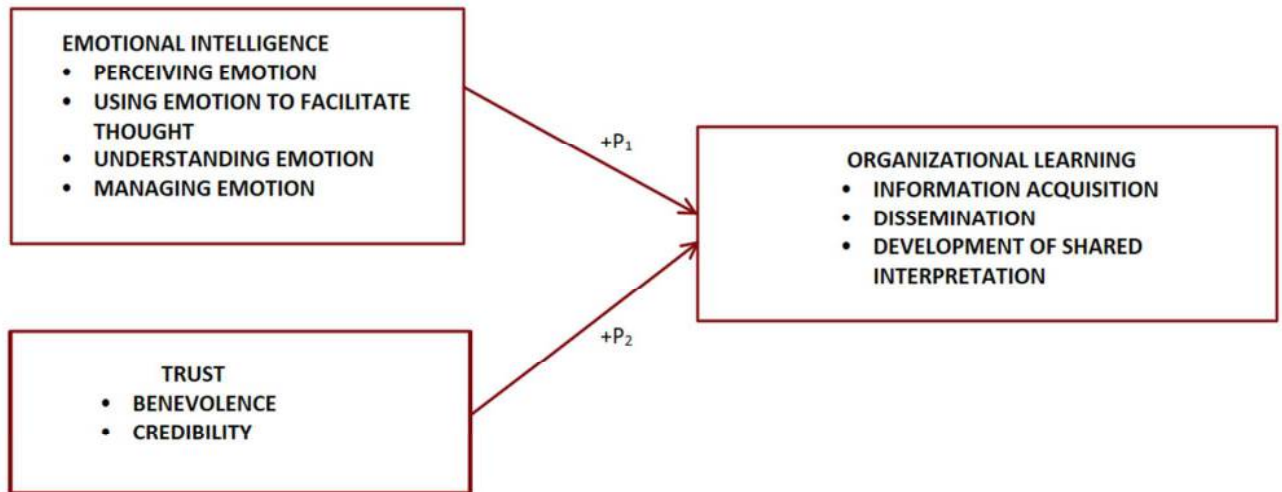 EMOTIONAL INTELLIGENCE
• PERCEIVING EMOTION
• USING EMOTION TO FACILITATE
THOUGHT
• UNDERSTANDING EMOTION
• MANAGING EMOTION
+P₁
ORGANIZATIONAL LEARNING
• INFORMATION ACQUISITION
• DISSEMINATION
• DEVELOPMENT OF SHARED
INTERPRETATION
+P₂
TRUST
• BENEVOLENCE
• CREDIBILITY